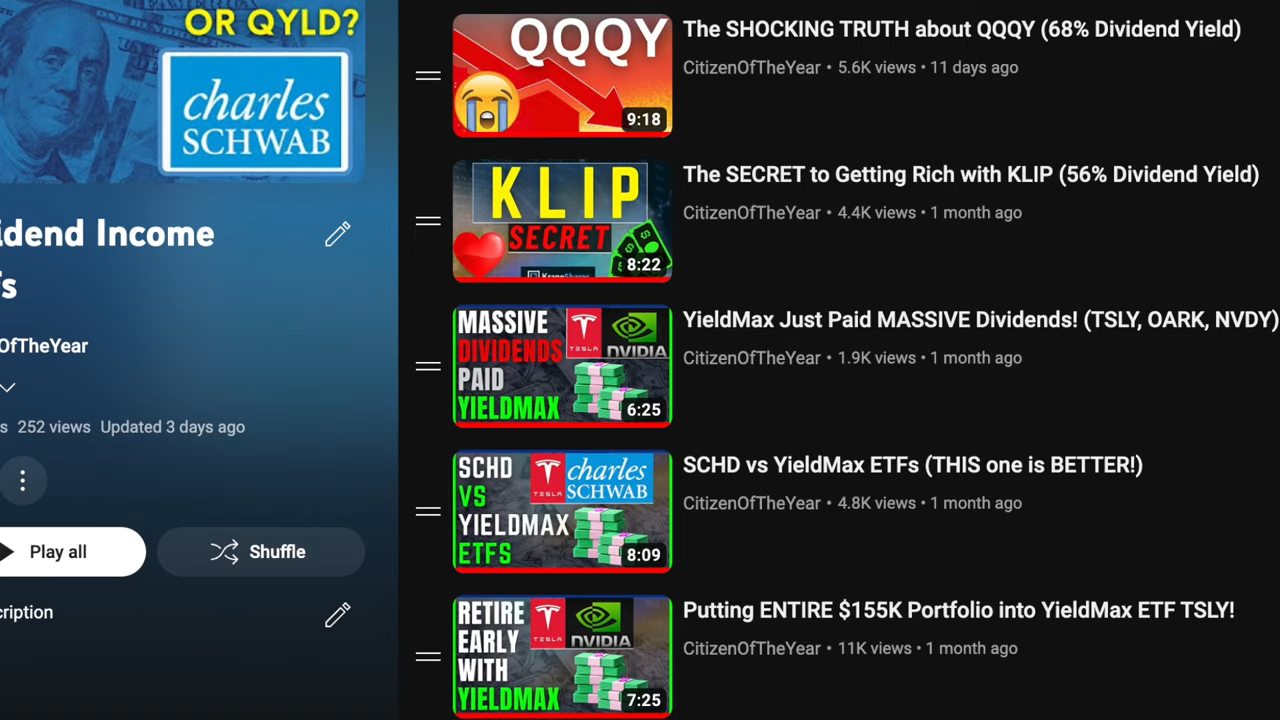 OR QYLD?
charles
SCHWAB
idend Income
s
OfTheYear
s 252 views Updated 3 days ago
Play all
Shuffle
cription
QQQY
9:18
The SHOCKING TRUTH about QQQY (68% Dividend Yield)
CitizenOfTheYear • 5.6K views • 11 days ago
KLIP
SECRET
KraneShares
8:22
The SECRET to Getting Rich with KLIP (56% Dividend Yield)
CitizenOfTheYear • 4.4K views • 1 month ago
MASSIVE
DIVIDENDS
PAID
YIELDMAX
TESLA
NVIDIA
6:25
YieldMax Just Paid MASSIVE Dividends! (TSLY, OARK, NVDY)
CitizenOfTheYear • 1.9K views • 1 month ago
SCHD
VS
YIELDMAX
ETFS
TESLA
charles
SCHWAB
8:09
SCHD vs YieldMax ETFs (THIS one is BETTER!)
CitizenOfTheYear • 4.8K views • 1 month ago
RETIRE
EARLY
WITH
YIELDMAX
TESLA
NVIDIA
7:25
Putting ENTIRE $155K Portfolio into YieldMax ETF TSLY!
CitizenOfTheYear • 11K views • 1 month ago